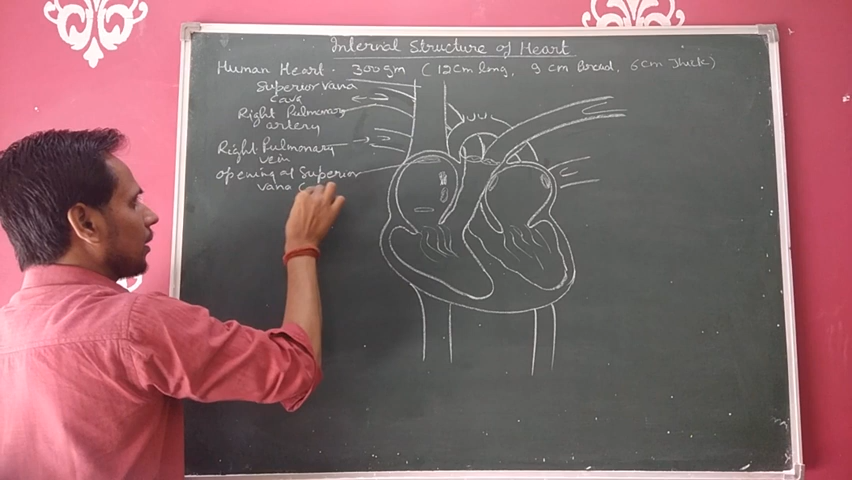 Internal Structure of Heart
Human Heart. 300gm (12cm long, 9 cm broad, 6cm Thick)
Superior vana
cava
Right Pulmonary
artery
Right Pulmonary
vein
opening of Superior
vana